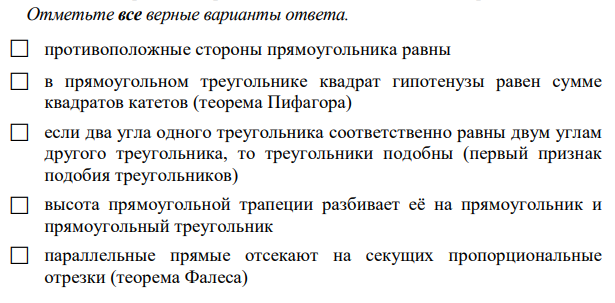 Отметьте все верные варианты ответа.
противоположные стороны прямоугольника равны
в прямоугольном треугольнике квадрат гипотенузы равен сумме
квадратов катетов (теорема Пифагора)
если два угла одного треугольника соответственно равны двум углам
другого треугольника, то треугольники подобны (первый признак
подобия треугольников)
высота прямоугольной трапеции разбивает её на прямоугольник и
прямоугольный треугольник
параллельные прямые отсекают на секущих пропорциональные
отрезки (теорема Фалеса)